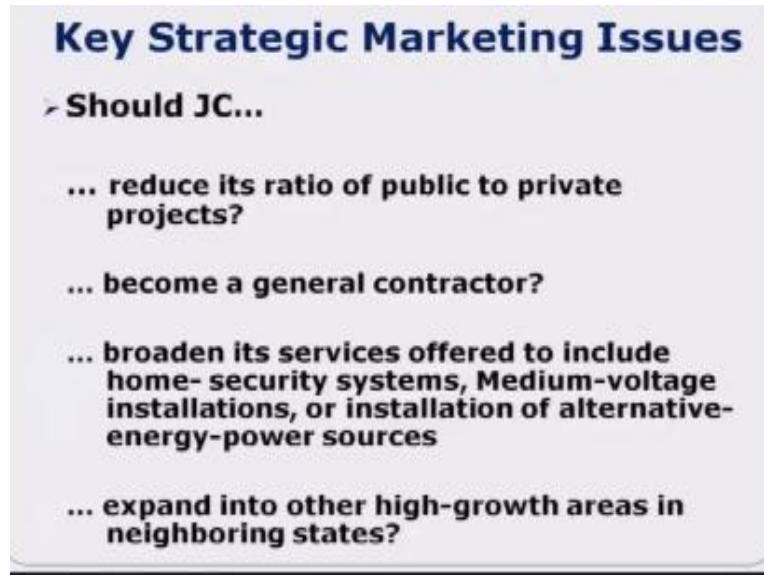 Key Strategic Marketing Issues
Should JC...
... reduce its ratio of public to private
projects?
... become a general contractor?
... broaden its services offered to include
home- security systems, Medium-voltage
installations, or installation of alternative-
energy-power sources
... expand into other high-growth areas in
neighboring states?